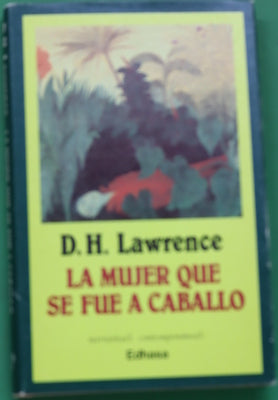 D. H. Lawrence
LA MUJER QUE
SE FUE A CABALLO
Edhasa